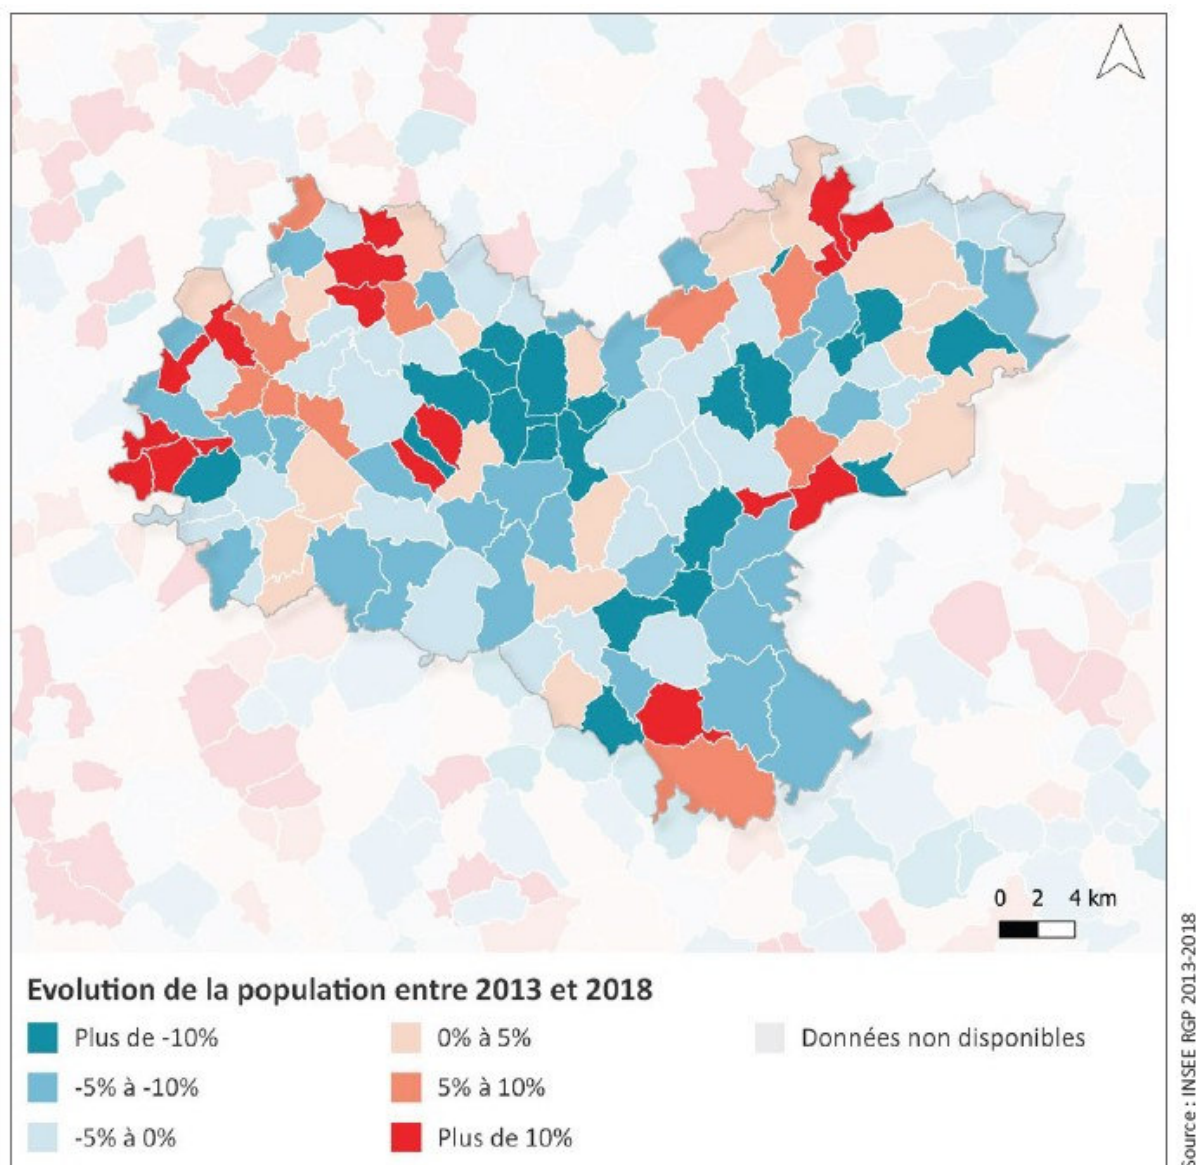 0 2 4 km
Evolution de la population entre 2013 et 2018
Plus de -10%
-5% à -10%
-5% à 0%
0% à 5%
5% à 10%
Plus de 10%
Données non disponibles
Source : INSEE RGP 2013-2018